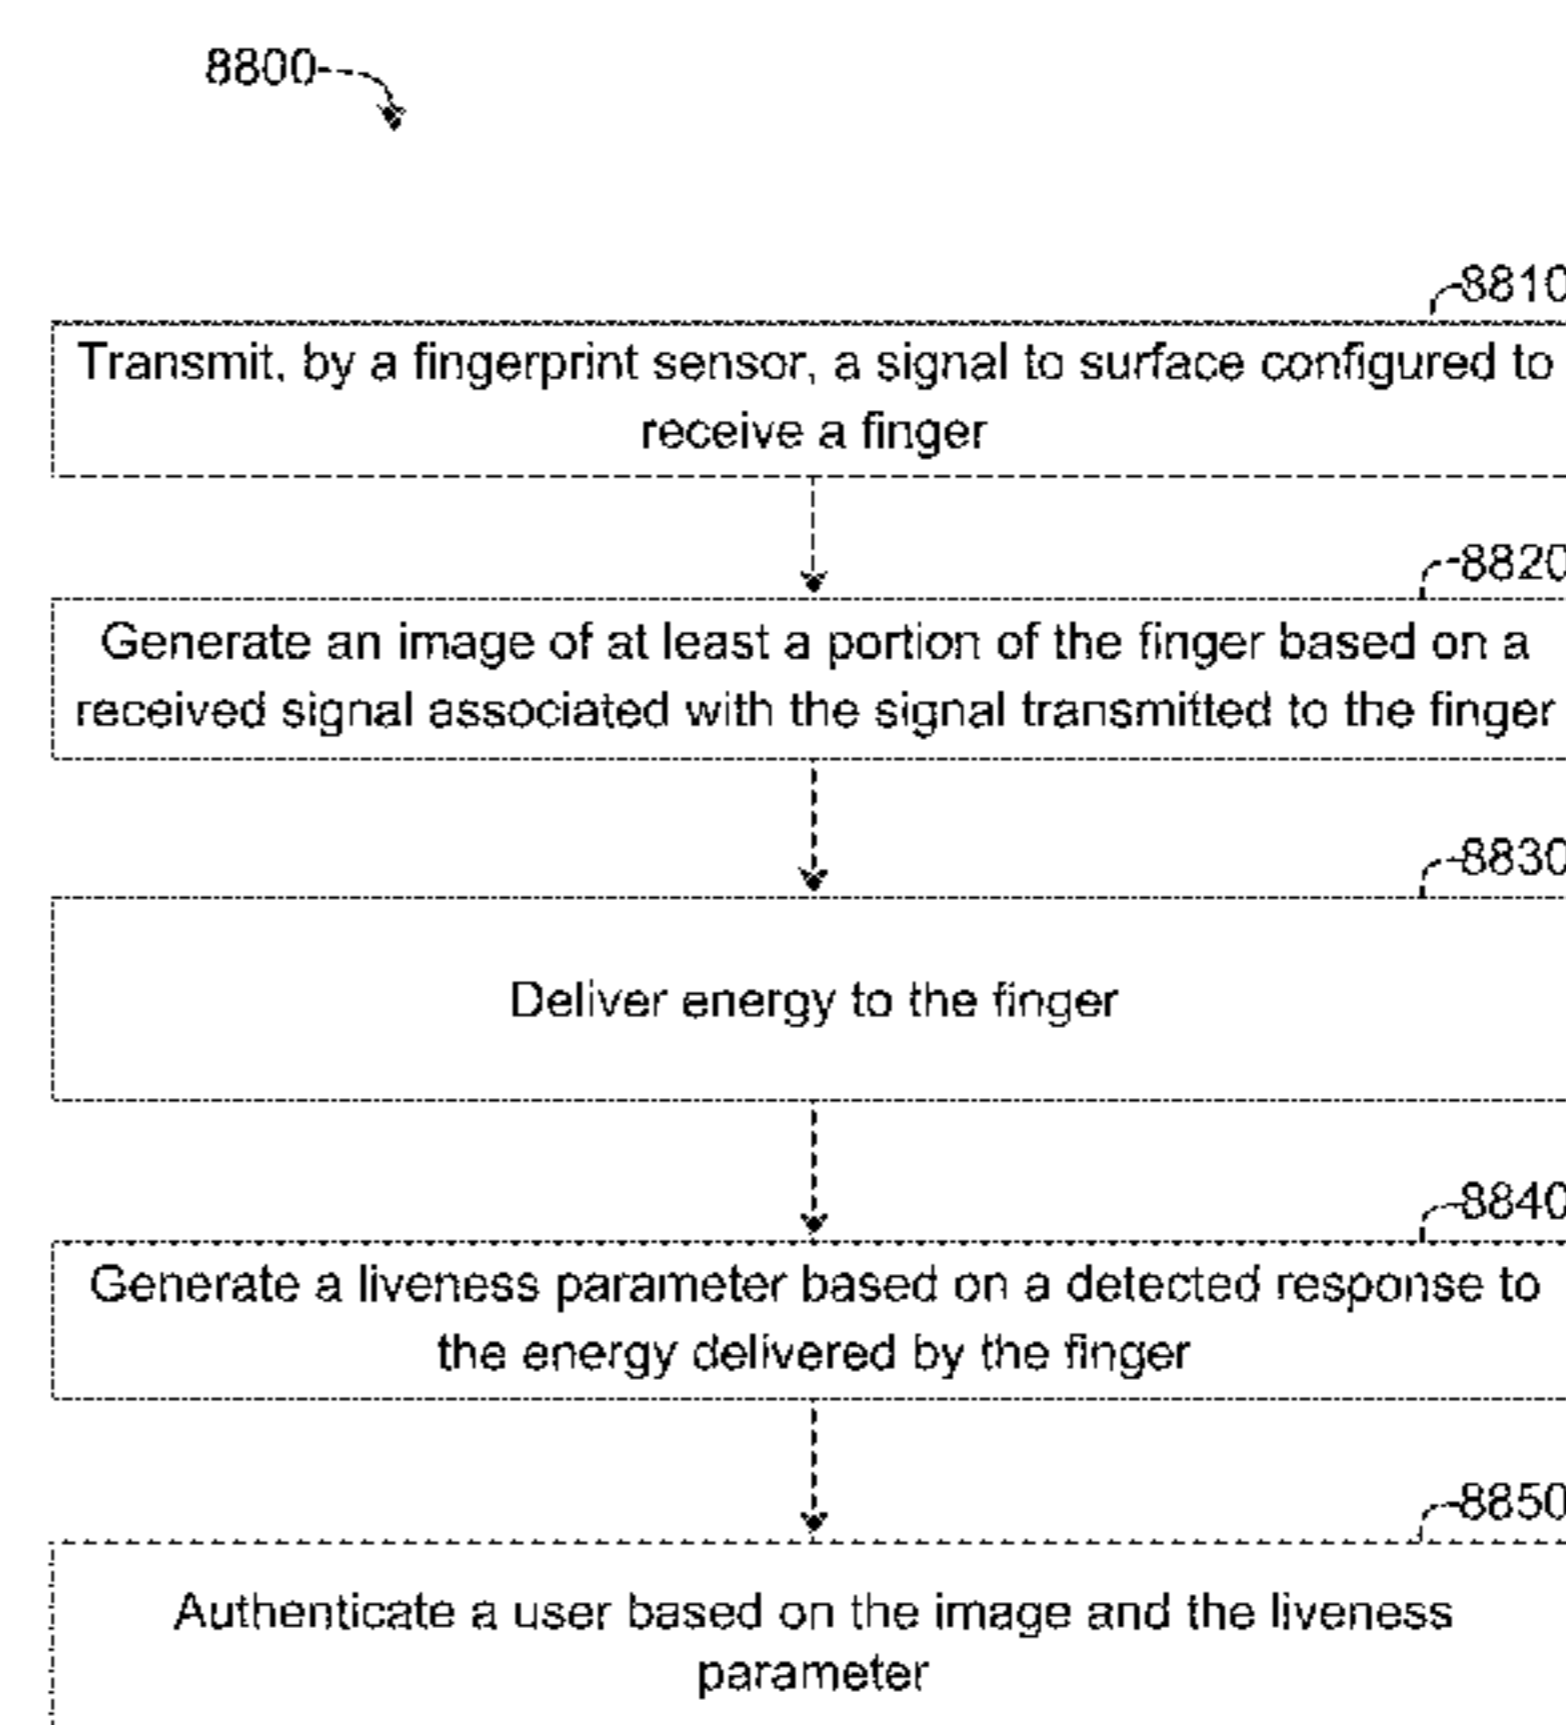 8800
8810
Transmit, by a fingerprint sensor, a signal to surface configured to
receive a finger
8820
Generate an image of at least a portion of the finger based on a
received signal associated with the signal transmitted to the finger
8830
Deliver energy to the finger
8840
Generate a liveness parameter based on a detected response to
the energy delivered by the finger
8850
Authenticate a user based on the image and the liveness
parameter